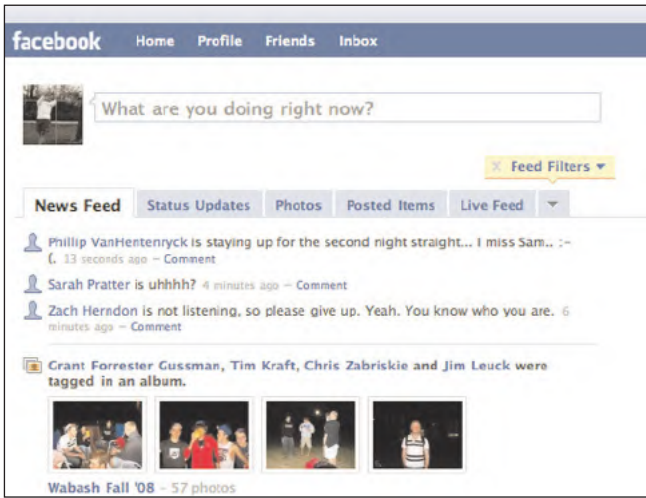 facebook Home Profile Friends Inbox
What are you doing right now?
× Feed Filters
News Feed Status Updates Photos Posted Items Live Feed
Phillip VanHentenryck is staying up for the second night straight... I miss Sam.. :-
(. 13 seconds ago – Comment
Sarah Pratter is uhhhh? 4 minutes ago – Comment
Zach Herndon is not listening, so please give up. Yeah. You know who you are. 6
minutes ago – Comment
Grant Forrester Gussman, Tim Kraft, Chris Zabriskie and Jim Leuck were
tagged in an album.
Wabash Fall '08 – 57 photos